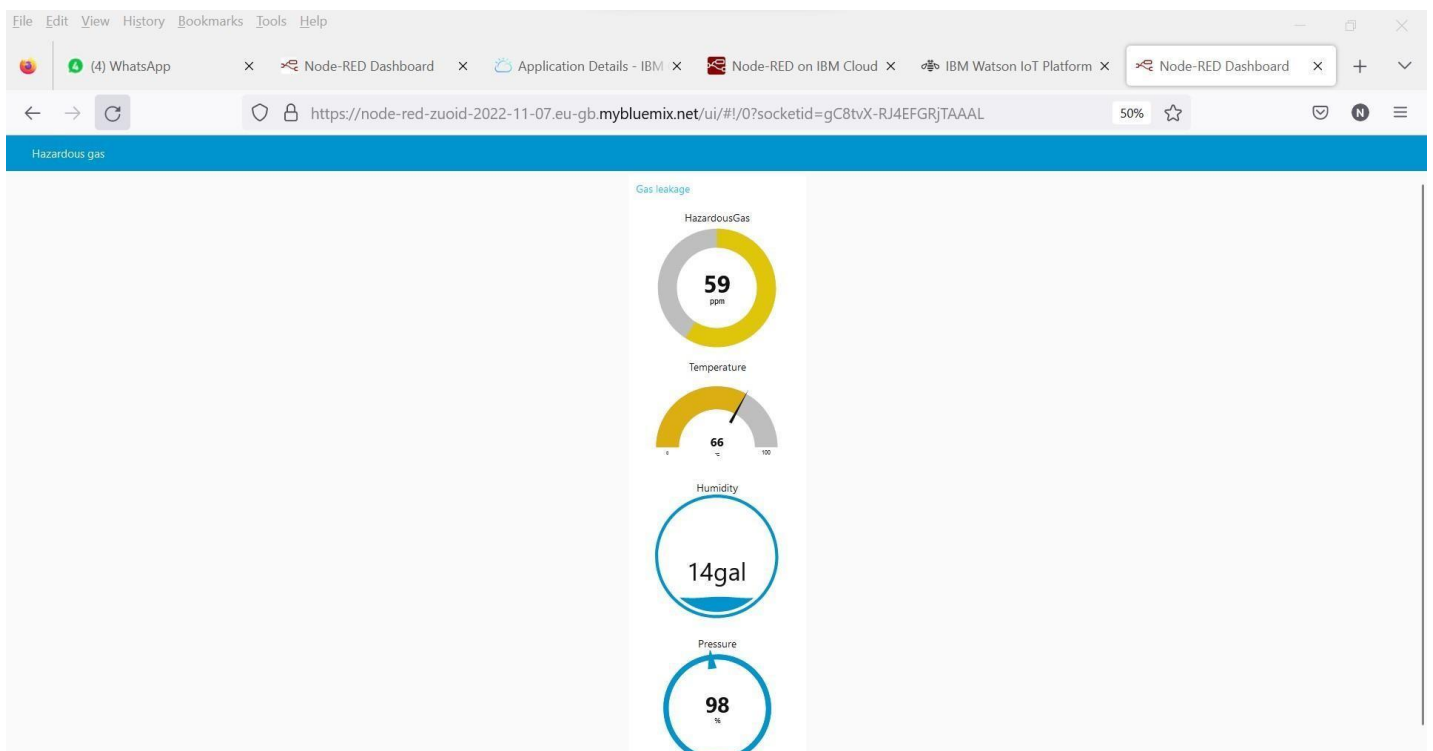 File Edit View History Bookmarks Tools Help
(4) WhatsApp Node-RED Dashboard Application Details - IBM Node-RED on IBM Cloud IBM Watson IoT Platform Node-RED Dashboard
https://node-red-zuoid-2022-11-07.eu-gb.mybluemix.net/ui/#!/0?socketid=gC8tvX-RJ4EFGRjTAAAL 50% N
Hazardous gas
Gas leakage
HazardousGas
59
ppm
Temperature
66
0 100
Humidity
14gal
Pressure
98
%